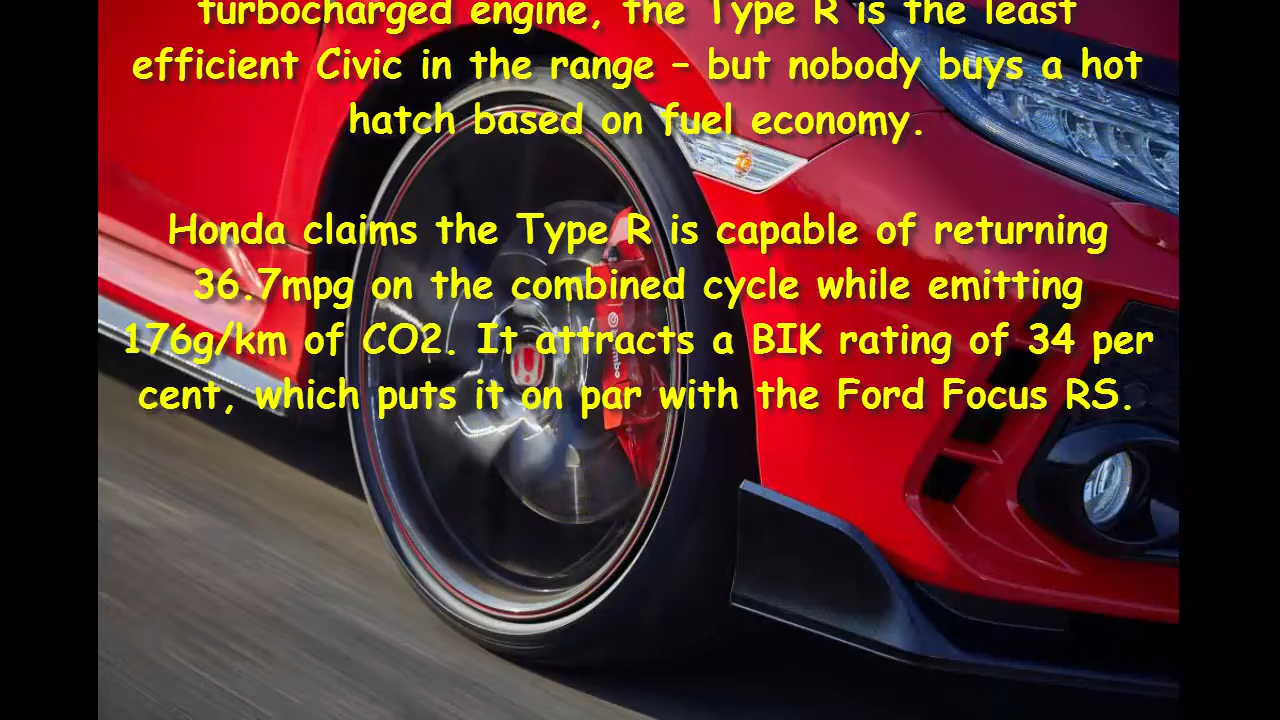 turbocharged engine, the Type R is the least
efficient Civic in the range – but nobody buys a hot
hatch based on fuel economy.
Honda claims the Type R is capable of returning
36.7mpg on the combined cycle while emitting
176g/km of CO2. It attracts a BIK rating of 34 per
cent, which puts it on par with the Ford Focus RS.
brembo